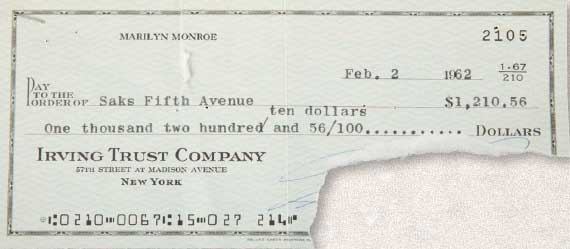 MARILYN MONROE
2105
Feb. 2 1962
1-67
210
PAY
TO THE
ORDER OF Saks Fifth Avenue $1,210.56
ten dollars
One thousand two hundred/ and 56/100........... DOLLARS
IRVING TRUST COMPANY
57TH STREET AT MADISON AVENUE
NEW YORK
⑆0210⑉0067⑆15⑉027 214⑈